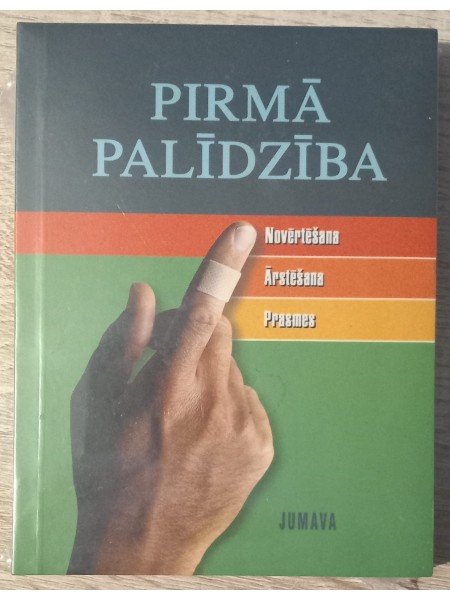 PIRMĀ
PALĪDZĪBA
Novērtēšana
Ārstēšana
Prasmes
JUMAVA